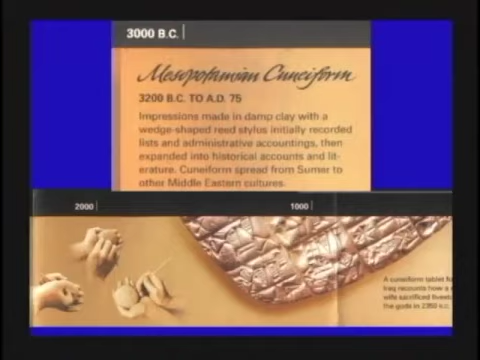 3000 B.C.
Mesopotamian Cuneiform
3200 B.C. TO A.D. 75
Impressions made in damp clay with a
wedge-shaped reed stylus initially recorded
lists and administrative accountings, then
expanded into historical accounts and lit-
erature. Cuneiform spread from Sumer to
other Middle Eastern cultures.
2000
1000
A cuneiform tablet
Iraq recounts how a
wife sacrificed
the gods in 2350 B.C.